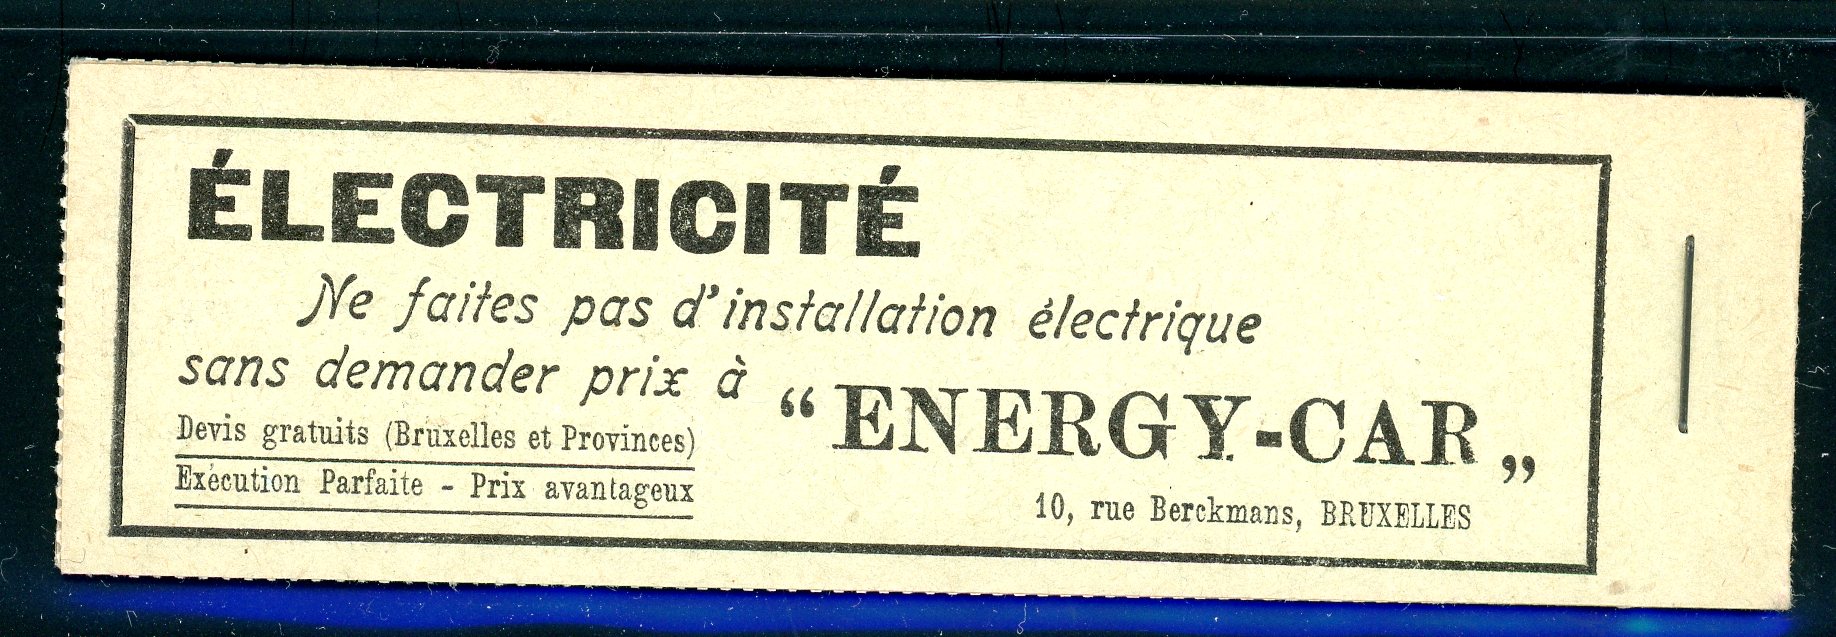 ÉLECTRICITÉ
Ne faites pas d'installation électrique
sans demander prix à
“ENERGY-CAR„
Devis gratuits (Bruxelles et Provinces)
Exécution Parfaite - Prix avantageux
10, rue Berckmans, BRUXELLES